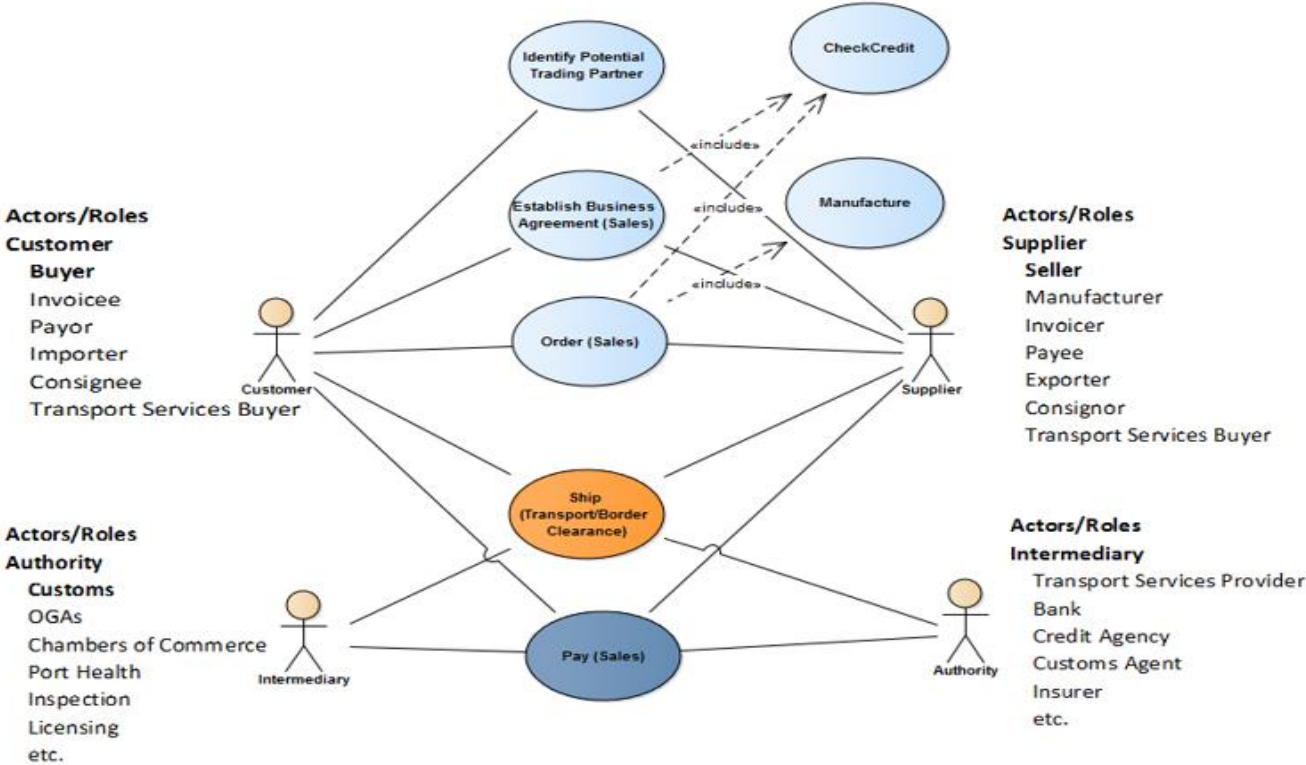 Identify Potential
Trading Partner
CheckCredit
«include»
Establish Business
Agreement (Sales)
«include»
Manufacture
«include»
Order (Sales)
Actors/Roles
Customer
Buyer
Invoicee
Payor
Importer
Consignee
Transport Services Buyer
Customer
Actors/Roles
Supplier
Seller
Manufacturer
Invoicer
Payee
Exporter
Consignor
Transport Services Buyer
Supplier
Ship
(Transport/Border
Clearance)
Actors/Roles
Authority
Customs
OGAs
Chambers of Commerce
Port Health
Inspection
Licensing
etc.
Intermediary
Pay (Sales)
Authority
Actors/Roles
Intermediary
Transport Services Provider
Bank
Credit Agency
Customs Agent
Insurer
etc.